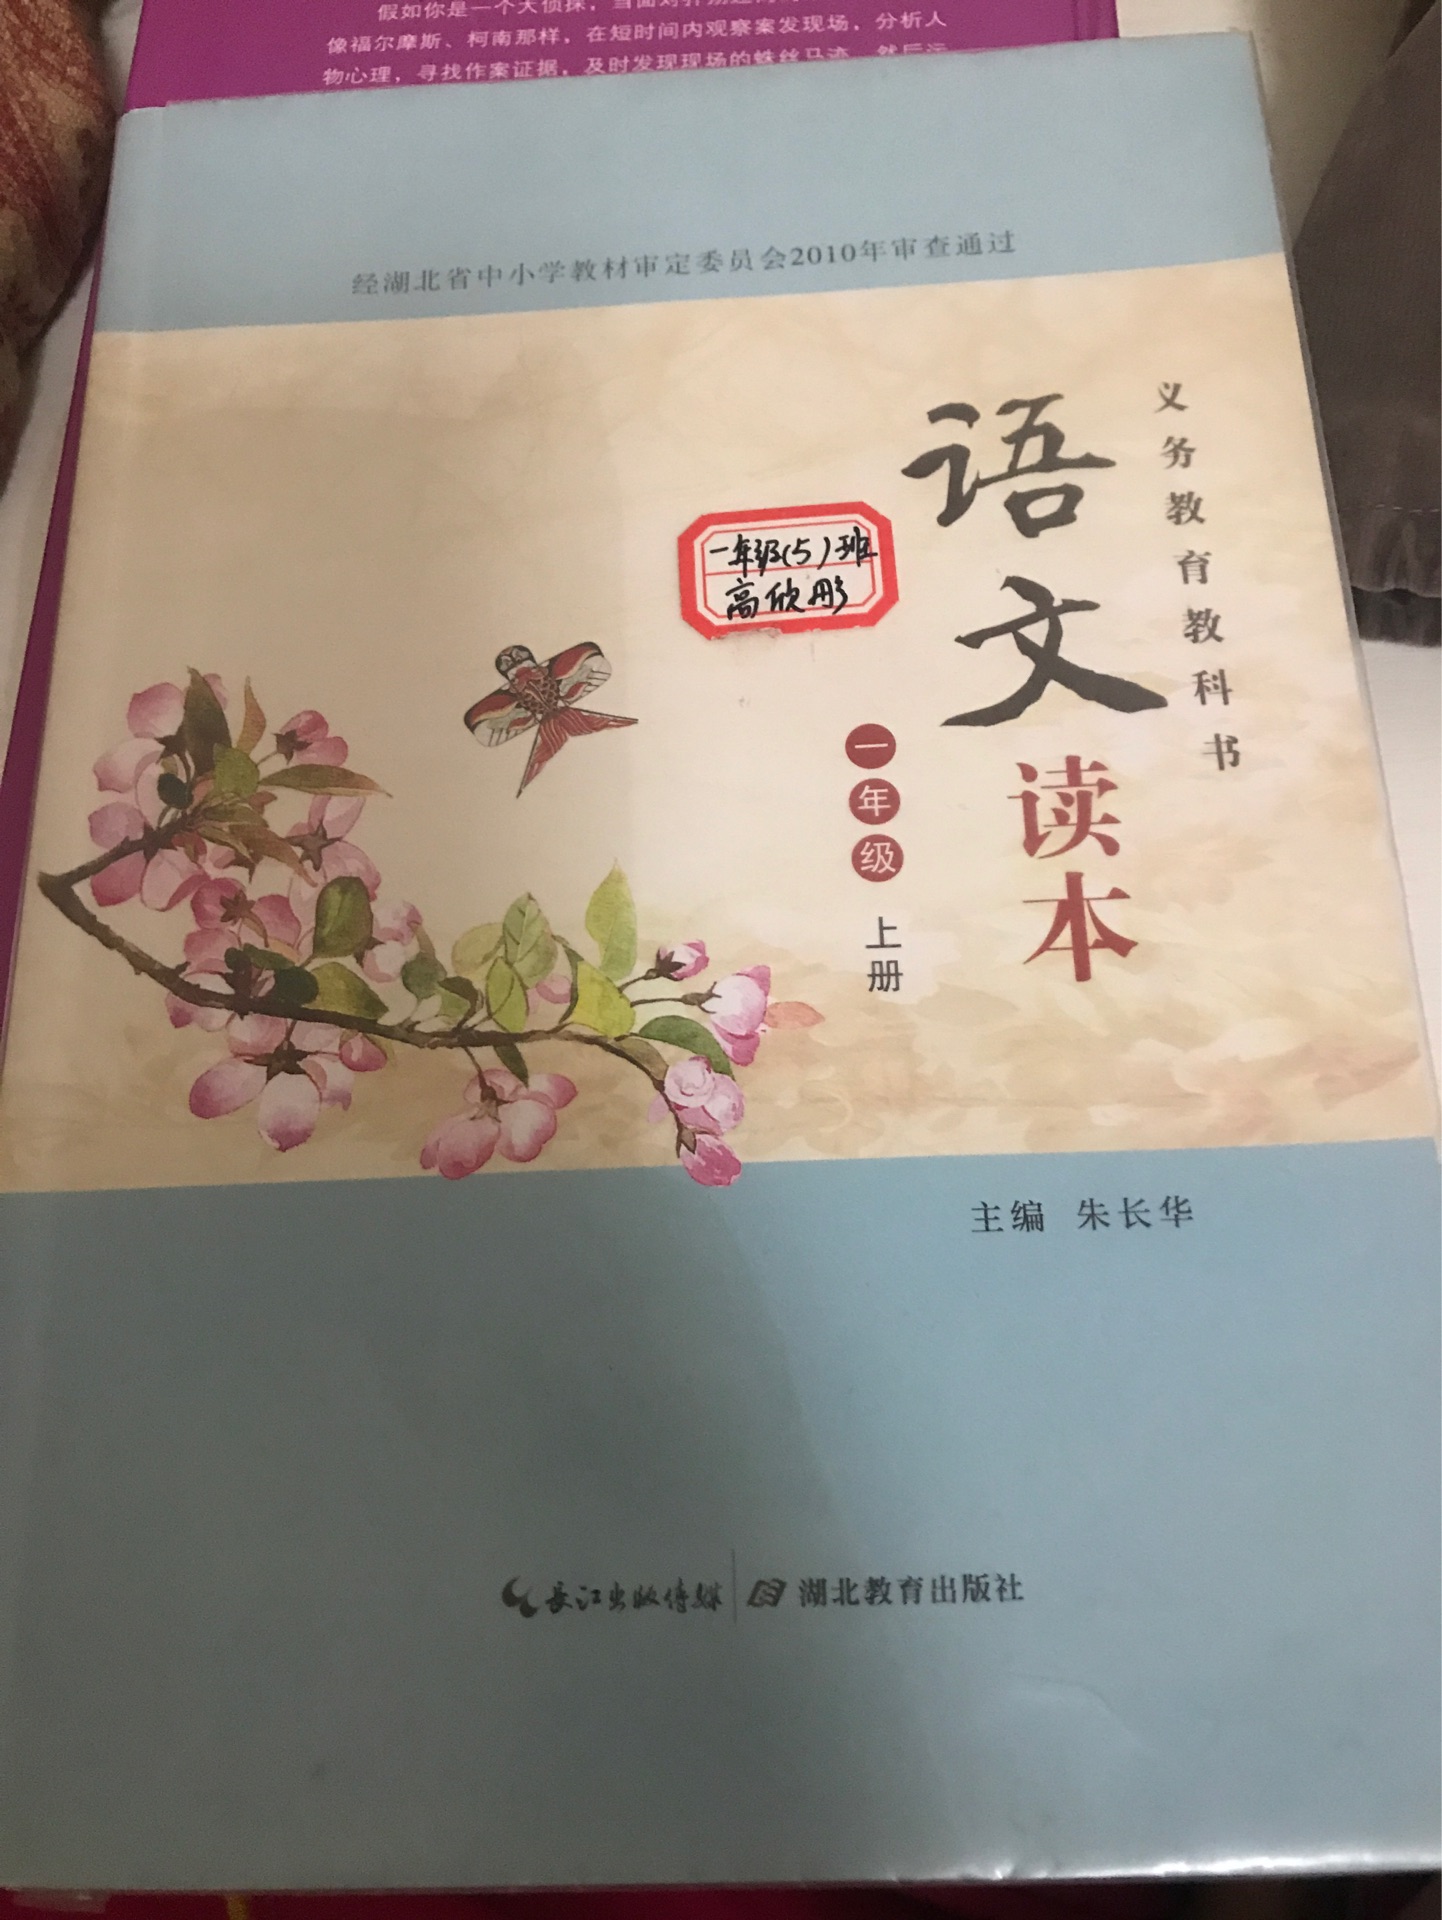 假如你是一个大侦探，当面对
像福尔摩斯、柯南那样，在短时间内观察案发现场，分析人
物心理，寻找作案证据，及时发现现场的蛛丝马迹，然后运
经湖北省中小学教材审定委员会2010年审查通过
义务教育教科书
语文
读本
一年级(5)班
高欣彤
一年级
上册
主编 朱长华
长江出版传媒
湖北教育出版社